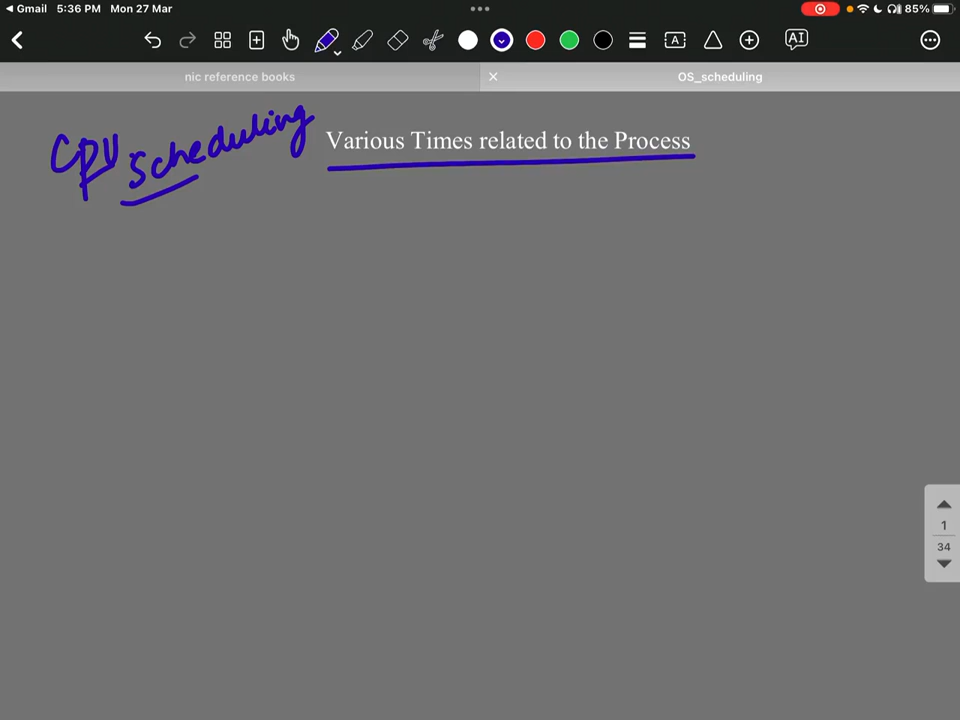 Gmail 5:36 PM Mon 27 Mar 85%
A AI
nic reference books OS_scheduling
CPU Scheduling Various Times related to the Process
1
34